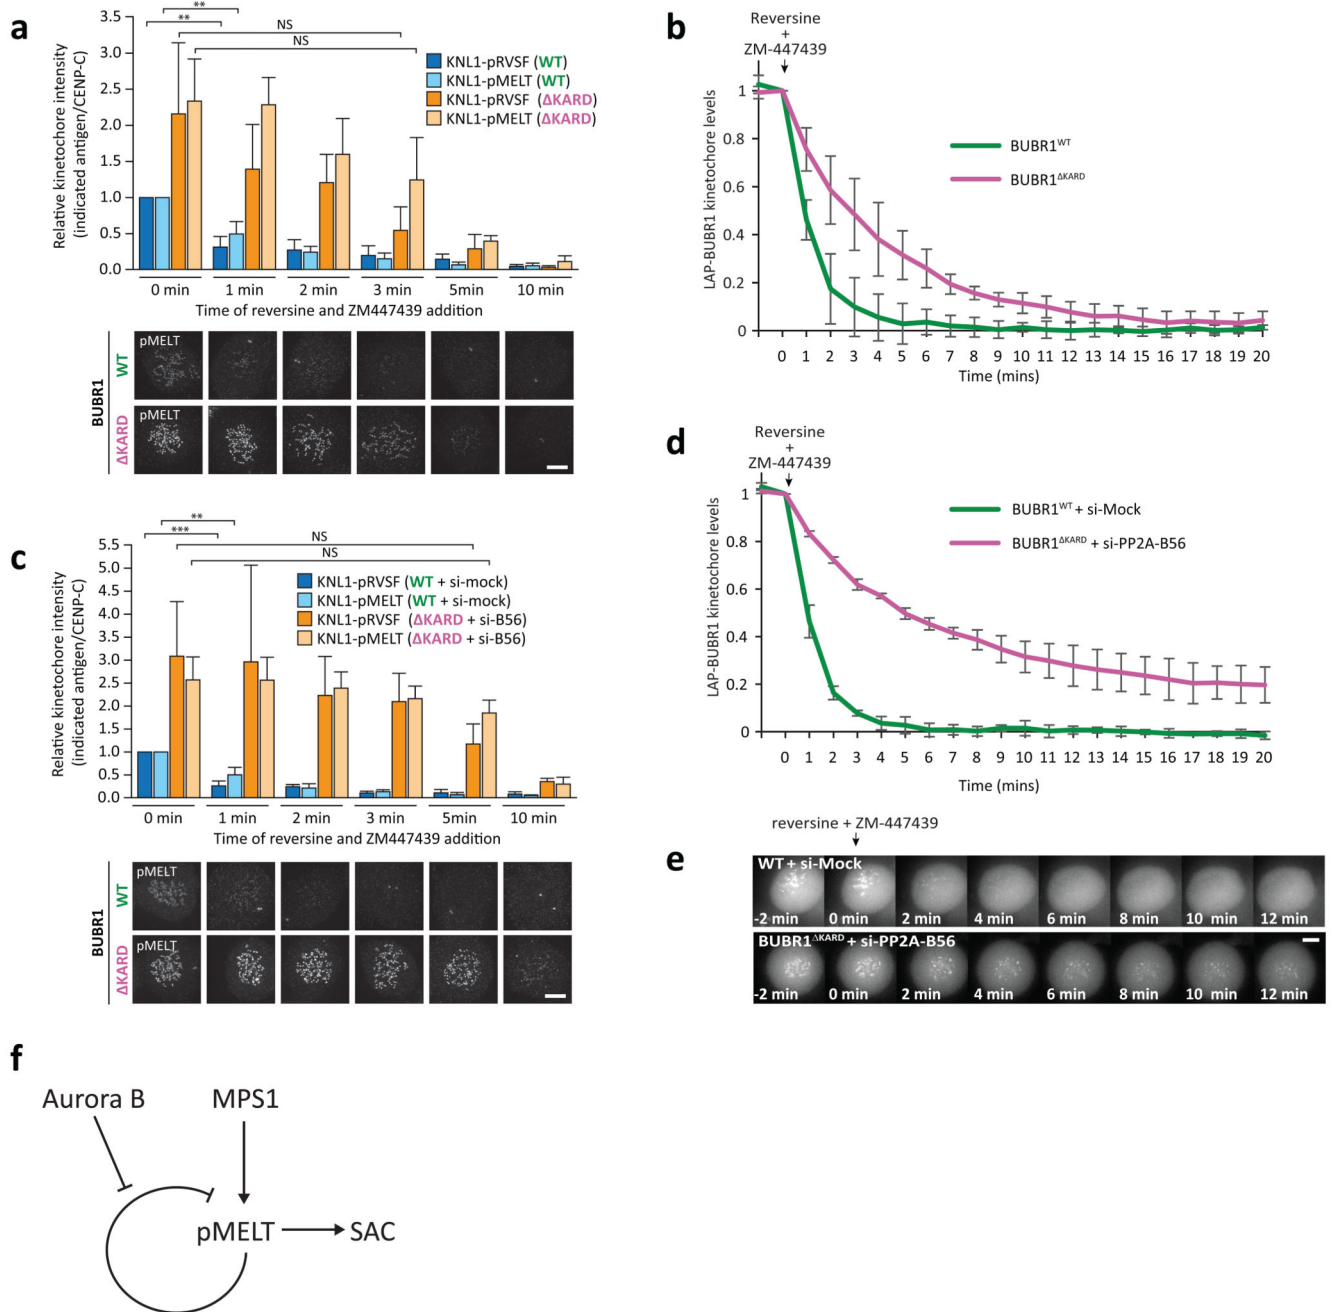 a
3.5
3.0
2.5
2.0
1.5
1.0
0.5
0.0
Relative kinetochore intensity
(indicated antigen/CENP-C)
**
**
NS
NS
KNL1-pRVSF (WT)
KNL1-pMELT (WT)
KNL1-pRVSF (ΔKARD)
KNL1-pMELT (ΔKARD)
0 min 1 min 2 min 3 min 5min 10 min
Time of reversine and ZM447439 addition
BUBR1
WT
pMELT
ΔKARD
pMELT
b
Reversine
+
ZM-447439
LAP-BUBR1 kinetochore levels
1
0.8
0.6
0.4
0.2
0
BUBR1WT
BUBR1ΔKARD
0 1 2 3 4 5 6 7 8 9 10 11 12 13 14 15 16 17 18 19 20
Time (mins)
c
5.5
5.0
4.5
4.0
3.5
3.0
2.5
2.0
1.5
1.0
0.5
0.0
Relative kinetochore intensity
(indicated antigen/CENP-C)
**
***
NS
NS
KNL1-pRVSF (WT + si-mock)
KNL1-pMELT (WT + si-mock)
KNL1-pRVSF (ΔKARD + si-B56)
KNL1-pMELT (ΔKARD + si-B56)
0 min 1 min 2 min 3 min 5min 10 min
Time of reversine and ZM447439 addition
BUBR1
WT
pMELT
ΔKARD
pMELT
d
Reversine
+
ZM-447439
LAP-BUBR1 kinetochore levels
1
0.8
0.6
0.4
0.2
0
BUBR1WT + si-Mock
BUBR1ΔKARD + si-PP2A-B56
0 1 2 3 4 5 6 7 8 9 10 11 12 13 14 15 16 17 18 19 20
Time (mins)
e
reversine + ZM-447439
WT + si-Mock
-2 min 0 min 2 min 4 min 6 min 8 min 10 min 12 min
BUBR1ΔKARD + si-PP2A-B56
-2 min 0 min 2 min 4 min 6 min 8 min 10 min 12 min
f
Aurora B MPS1
pMELT SAC